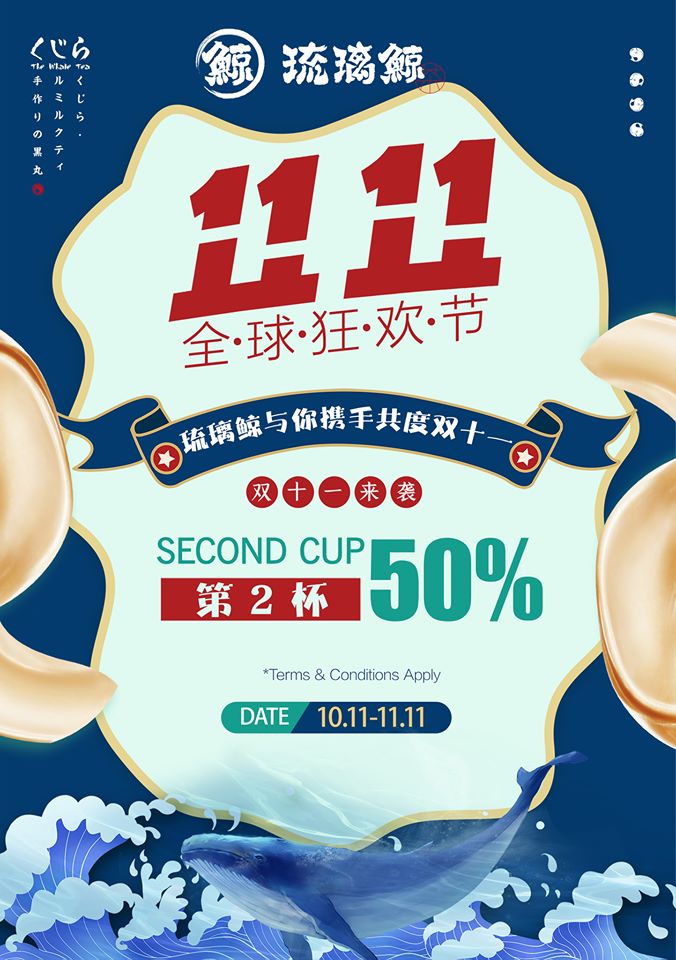 くじら
The Whale Tea
くじら・
ルミルクティ
手作りの黒丸
鯨 琉璃鯨
11 11
全·球·狂·欢·节
琉璃鲸与你携手共度双十一
双十一来袭
SECOND CUP
第2杯
50%
*Terms & Conditions Apply
DATE 10.11-11.11